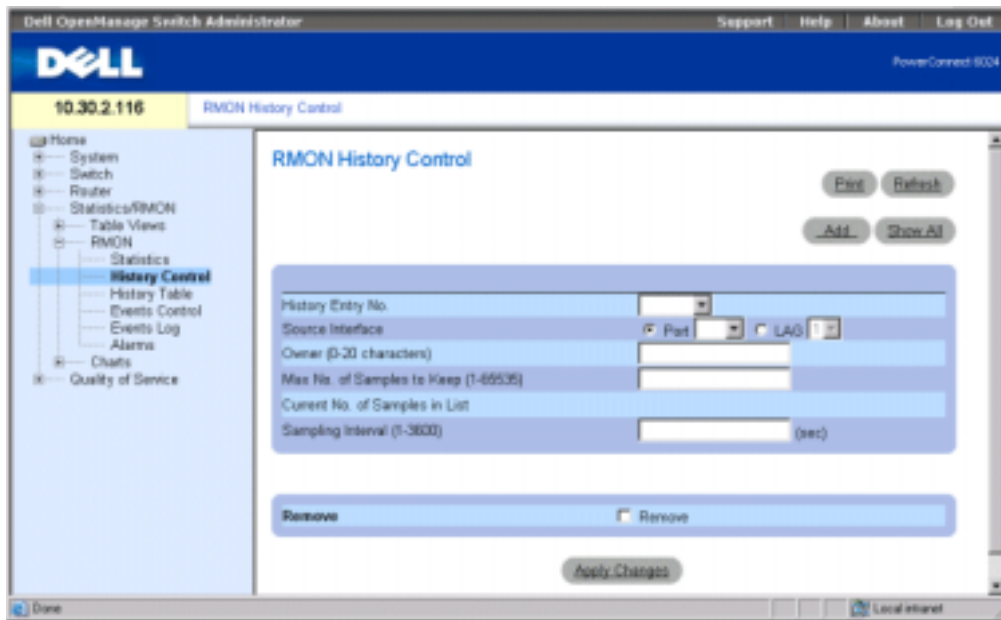 Dell OpenManage Switch Administrator
Support Help About Log Out
DELL
PowerConnect 6024
10.30.2.116
RMON History Control
Home
System
Switch
Router
Statistics/RMON
Table Views
RMON
Statistics
History Control
History Table
Events Control
Events Log
Alarms
Charts
Quality of Service
RMON History Control
Print Refresh
Add Show All
History Entry No.
Source Interface Port LAG 1
Owner (0-20 characters)
Max No. of Samples to Keep (1-65535)
Current No. of Samples in List
Sampling Interval (1-3600) (sec)
Remove Remove
Apply Changes
Done Local intranet